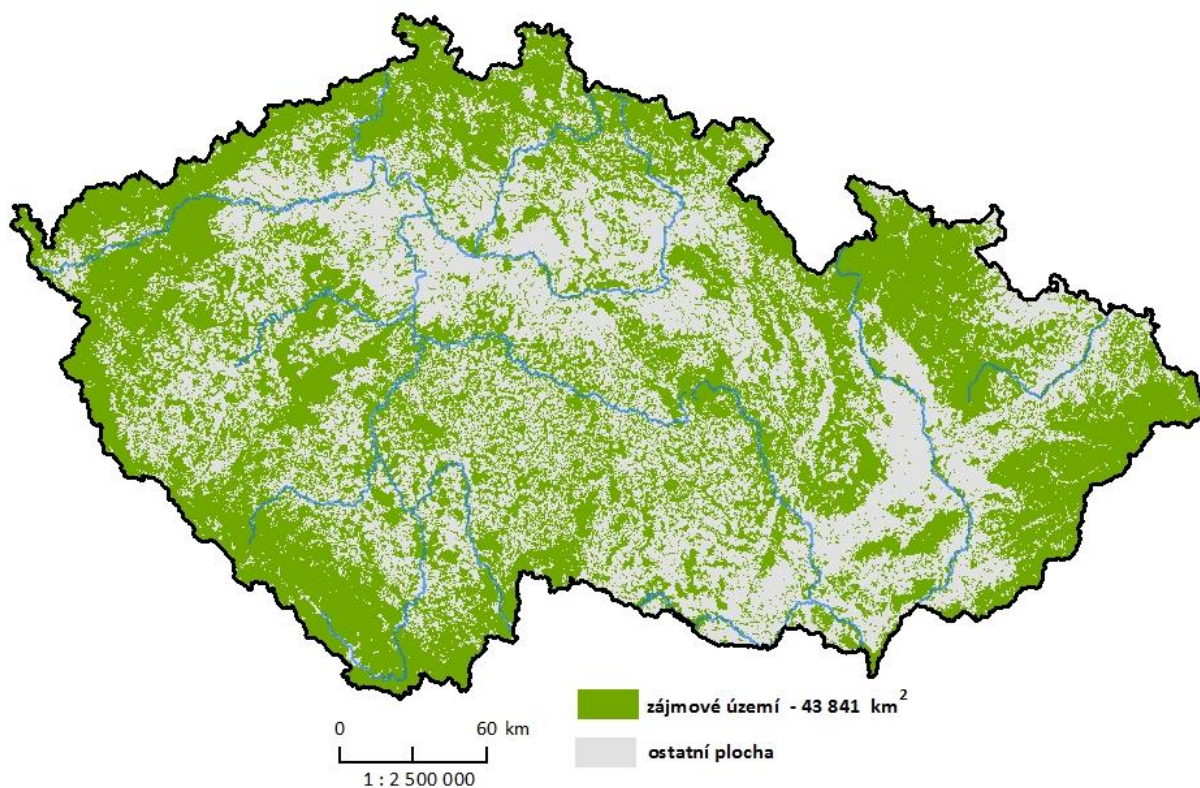 zájmové území - 43 841 km²
0 60 km
ostatní plocha
1 : 2 500 000